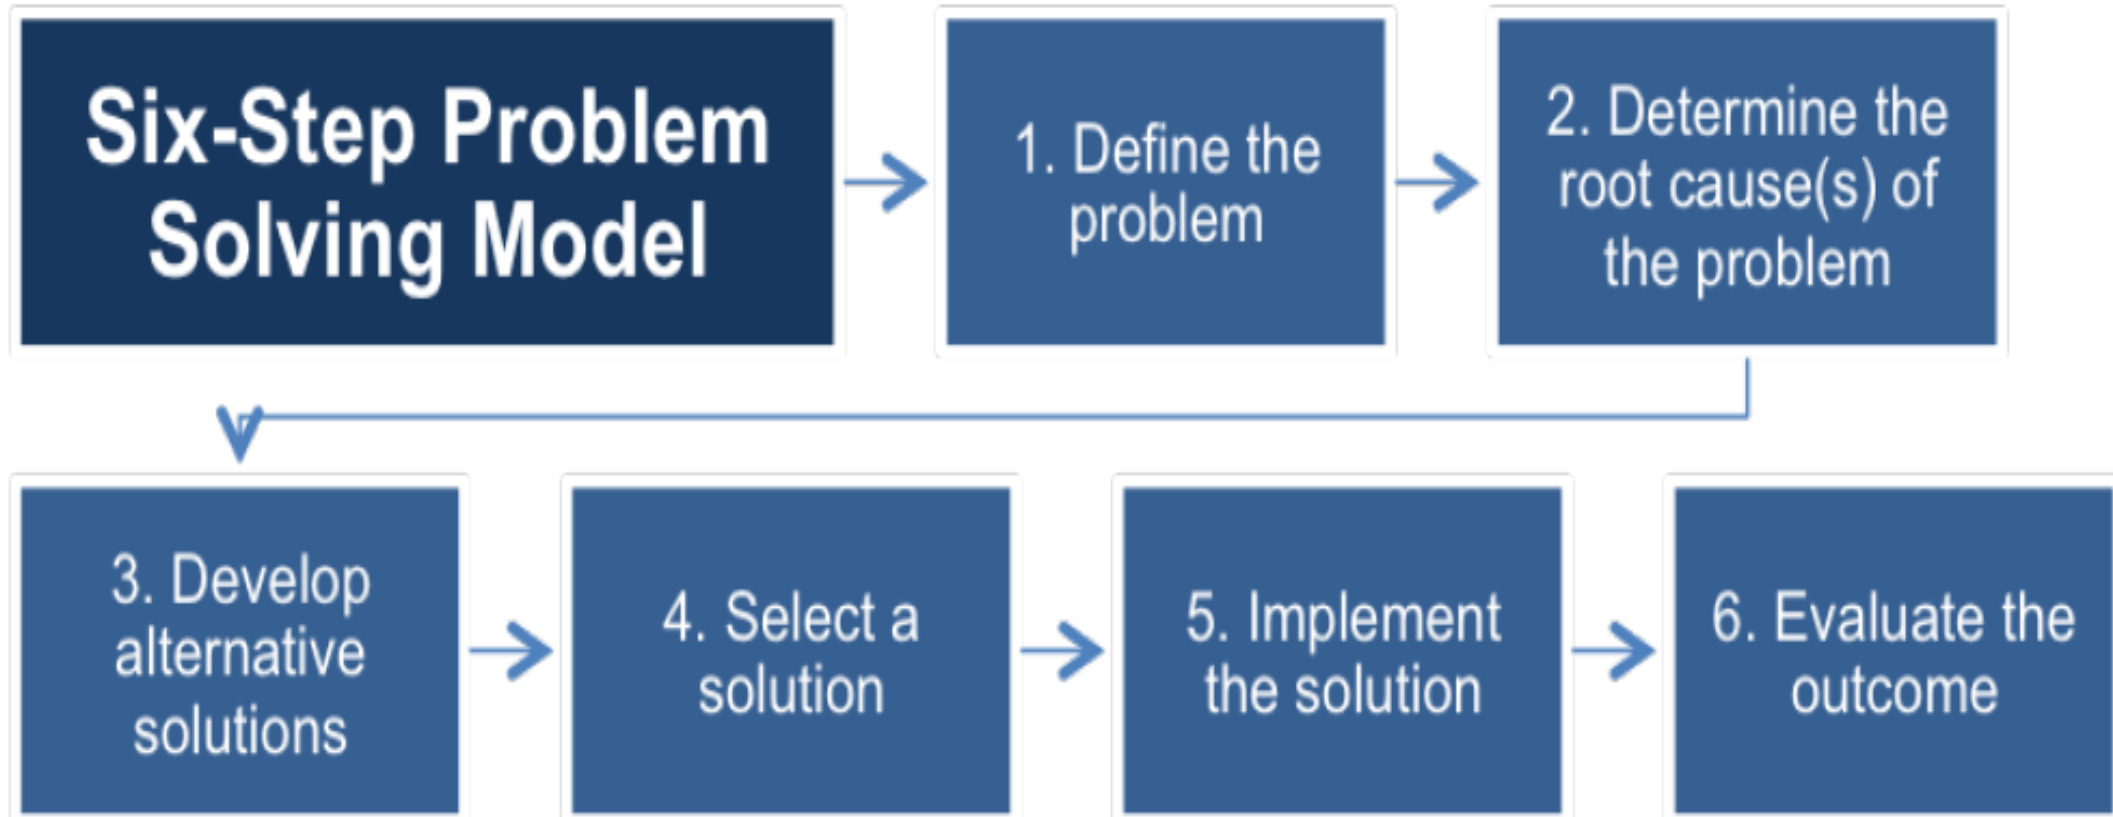 Six-Step Problem
Solving Model
1. Define the
problem
2. Determine the
root cause(s) of
the problem
3. Develop
alternative
solutions
4. Select a
solution
5. Implement
the solution
6. Evaluate the
outcome